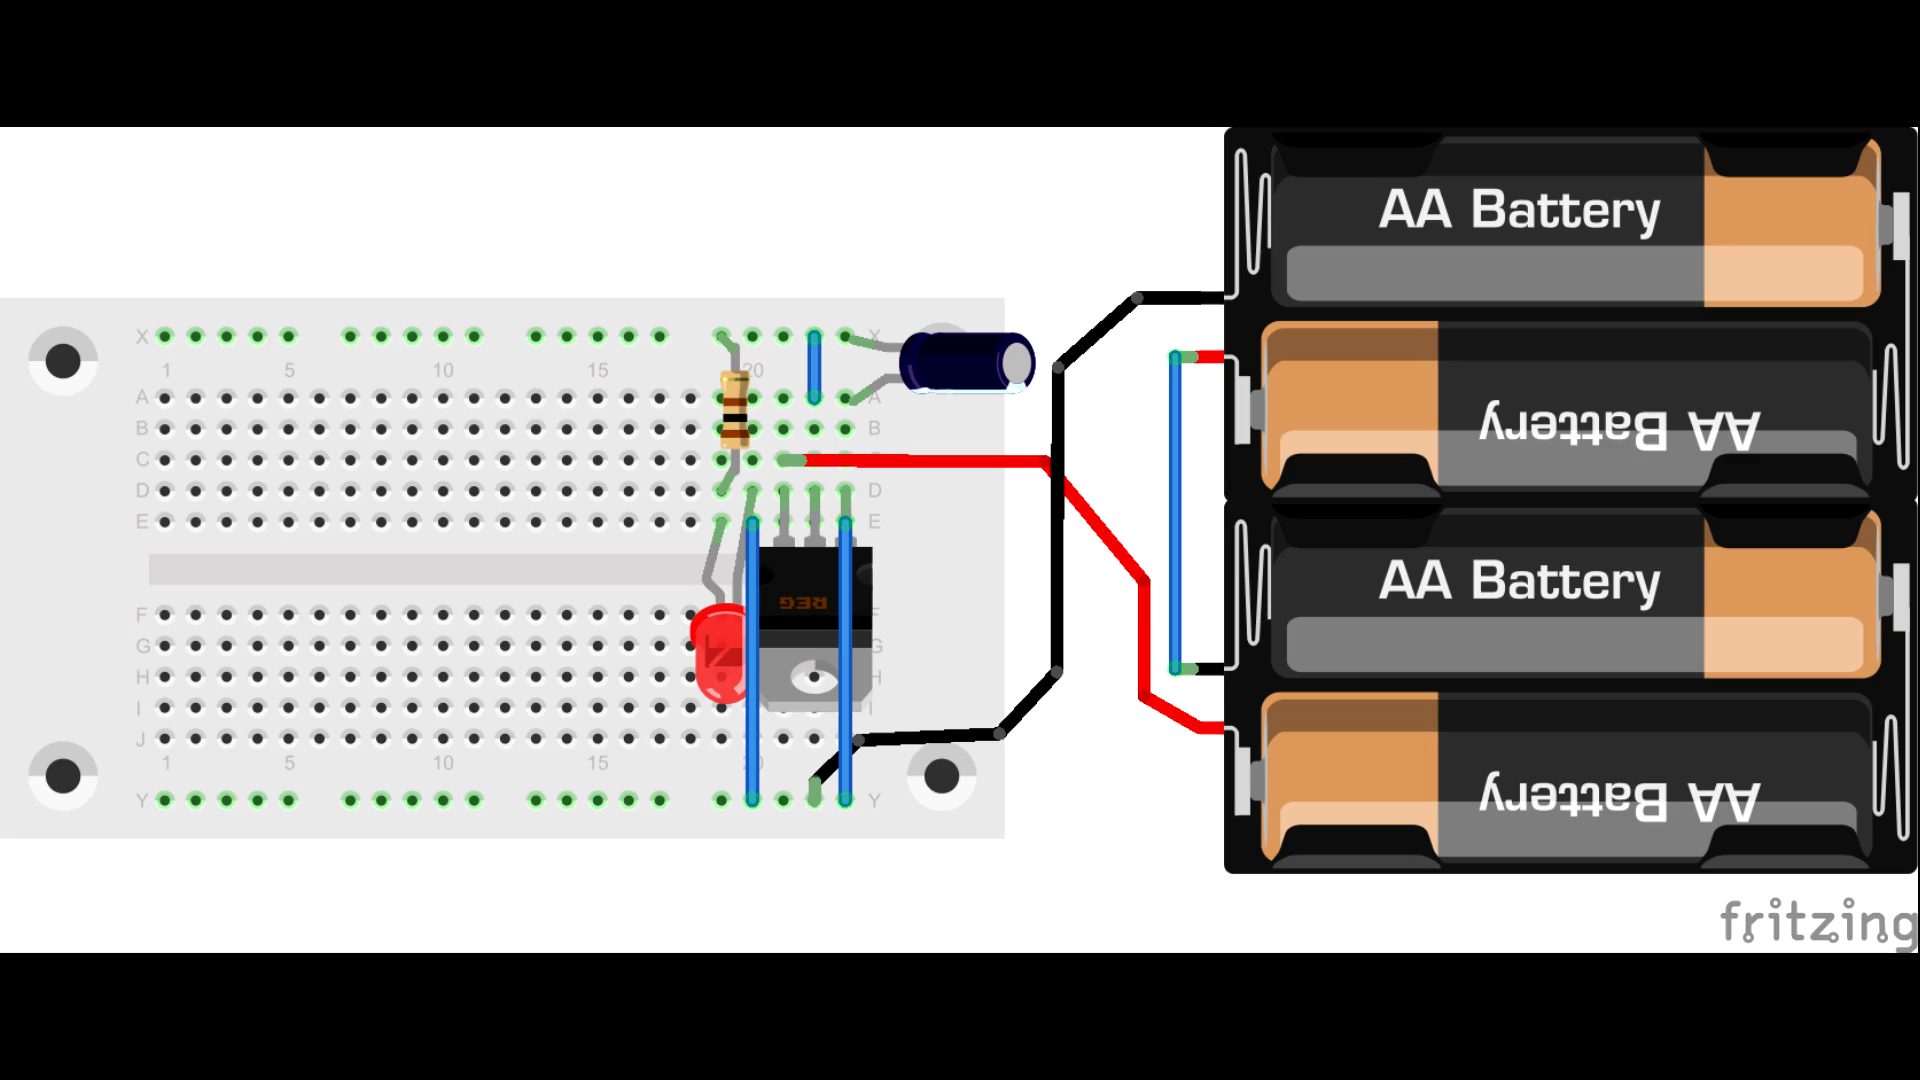 AA Battery
X X
1 5 10 15 20
A A
B B
C
D D
E E
AA Battery
AA Battery
REG
F F
G G
H H
I I
J
1 5 10 15 20
Y Y
AA Battery
fritzing